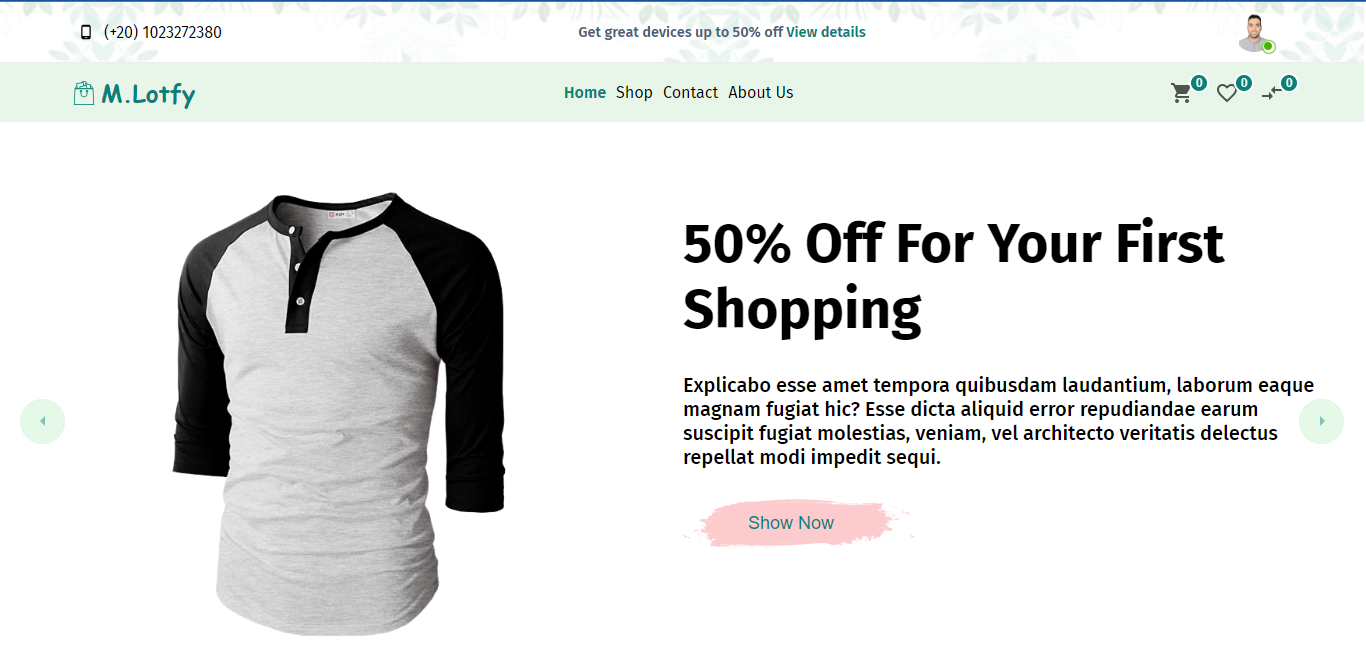 (+20) 1023272380
Get great devices up to 50% off View details
M.Lotfy
Home Shop Contact About Us
0 0 0
50% Off For Your First
Shopping
Explicabo esse amet tempora quibusdam laudantium, laborum eaque
magnam fugiat hic? Esse dicta aliquid error repudiandae earum
suscipit fugiat molestias, veniam, vel architecto veritatis delectus
repellat modi impedit sequi.
Show Now